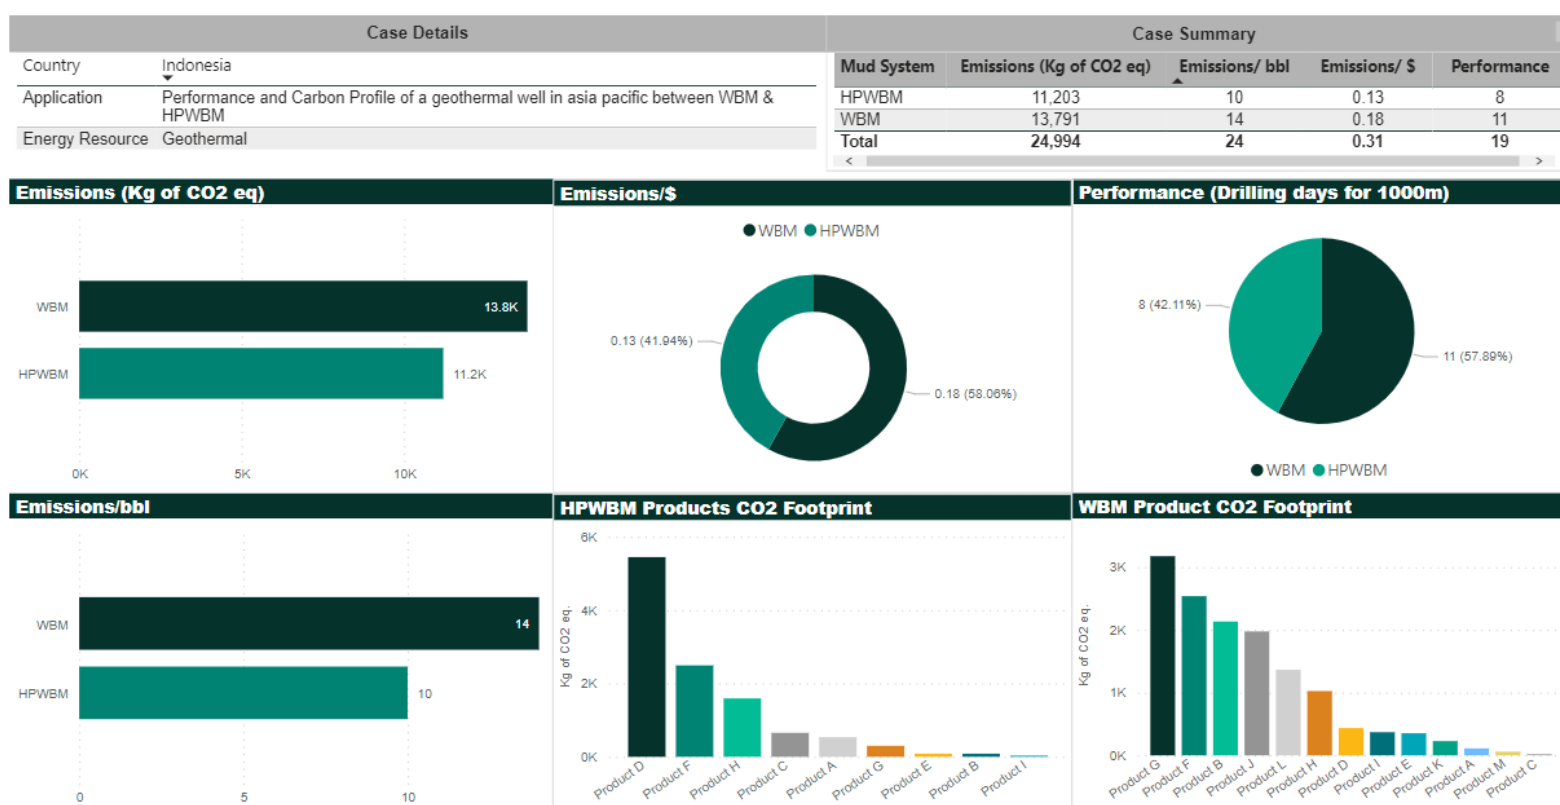 Case Details
Country Indonesia
Application Performance and Carbon Profile of a geothermal well in asia pacific between WBM &
HPWBM
Energy Resource Geothermal
Case Summary
Mud System Emissions (Kg of CO2 eq) Emissions/ bbl Emissions/ $ Performance
HPWBM 11,203 10 0.13 8
WBM 13,791 14 0.18 11
Total 24,994 24 0.31 19
Emissions (Kg of CO2 eq)
WBM 13.8K
HPWBM 11.2K
0K 5K 10K
Emissions/$
WBM HPWBM
0.13 (41.94%)
0.18 (58.06%)
Performance (Drilling days for 1000m)
8 (42.11%)
11 (57.89%)
WBM HPWBM
Emissions/bbl
WBM 14
HPWBM 10
0 5 10
HPWBM Products CO2 Footprint
Kg of CO2 eq.
6K
4K
2K
0K
Product D Product F Product H Product C Product A Product G Product E Product B Product I
WBM Product CO2 Footprint
Kg of CO2 eq.
3K
2K
1K
0K
Product G Product F Product B Product J Product L Product H Product D Product I Product E Product K Product A Product M Product C